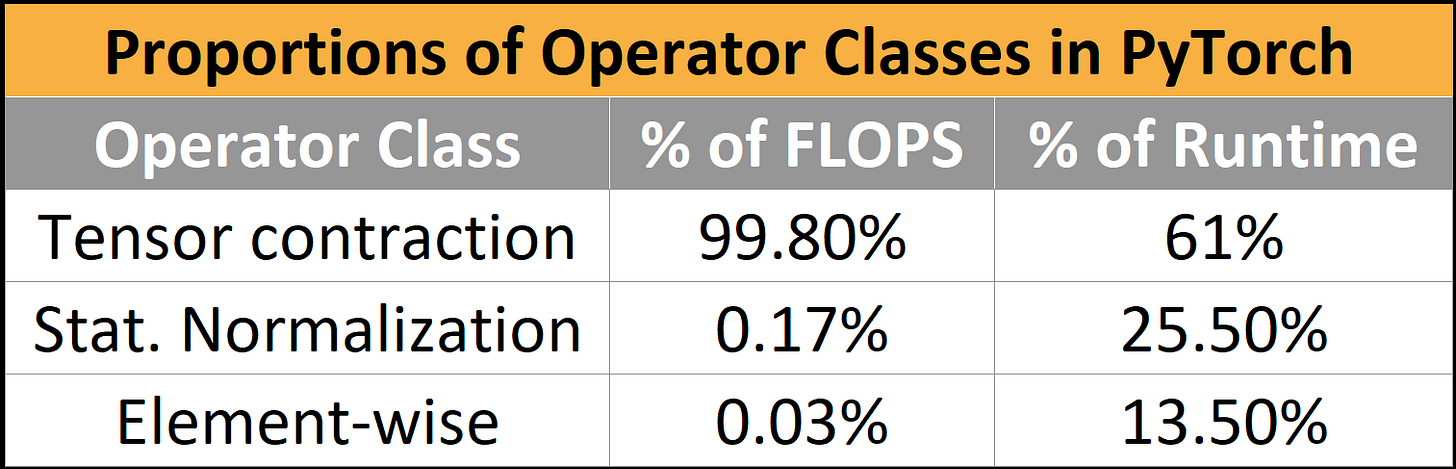 Proportions of Operator Classes in PyTorch
Operator Class % of FLOPS % of Runtime
Tensor contraction 99.80% 61%
Stat. Normalization 0.17% 25.50%
Element-wise 0.03% 13.50%